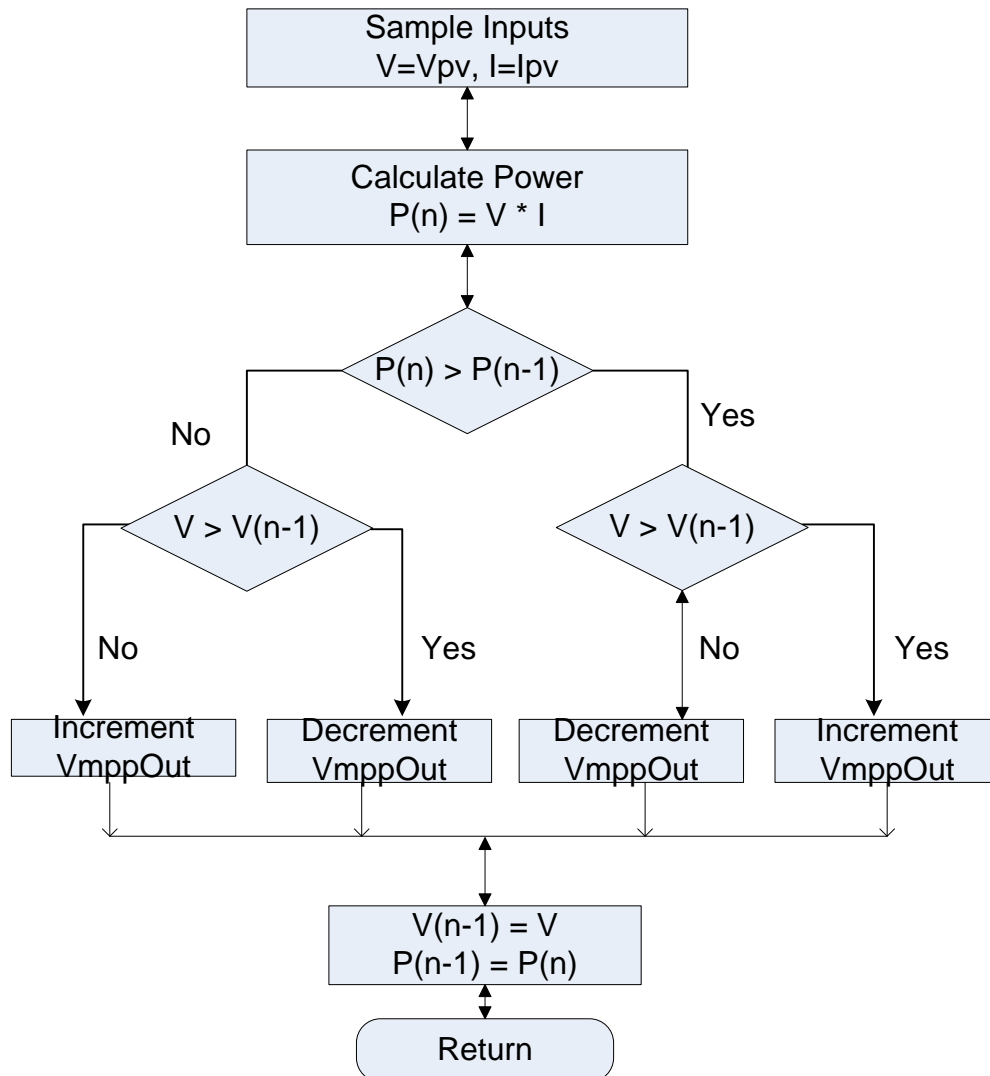 Sample Inputs
V=Vpv, I=Ipv
Calculate Power
P(n) = V * I
P(n) > P(n-1)
No
Yes
V > V(n-1)
V > V(n-1)
No
Yes
No
Yes
Increment
VmppOut
Decrement
VmppOut
Decrement
VmppOut
Increment
VmppOut
V(n-1) = V
P(n-1) = P(n)
Return